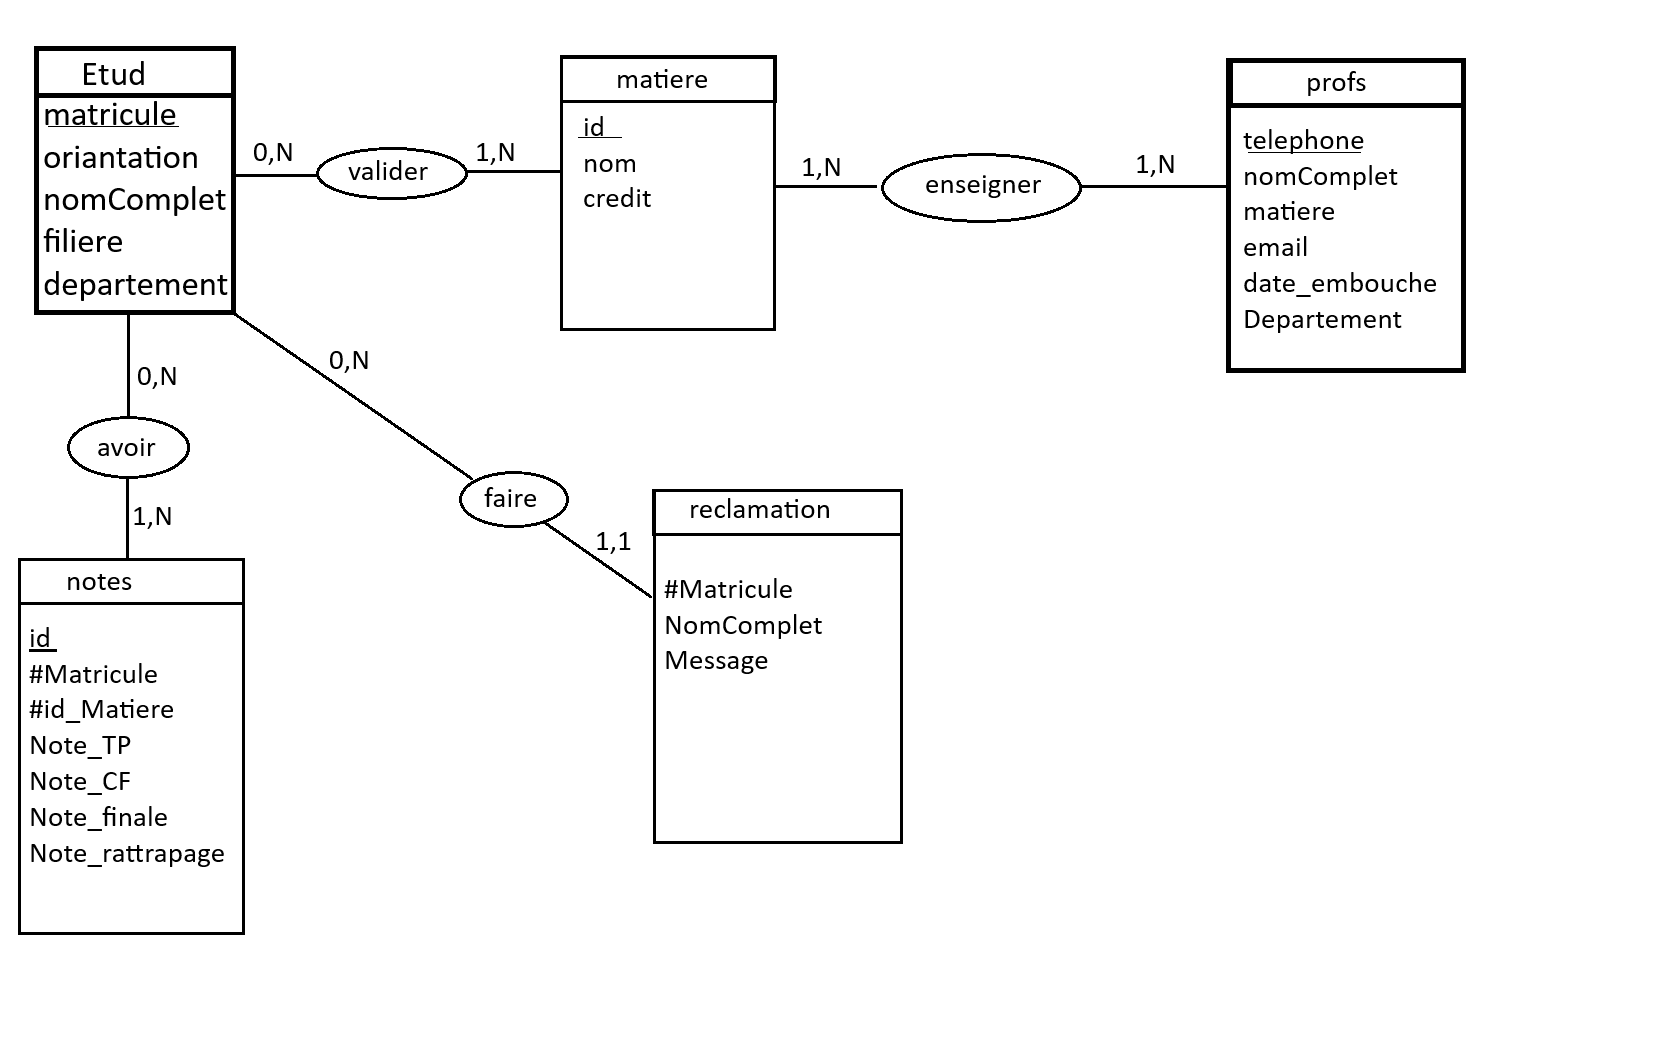 Etud
matricule
oriantation
nomComplet
filiere
departement
0,N
valider
1,N
matiere
id
nom
credit
1,N
enseigner
1,N
profs
telephone
nomComplet
matiere
email
date_embouche
Departement
0,N
avoir
1,N
notes
id
#Matricule
#id_Matiere
Note_TP
Note_CF
Note_finale
Note_rattrapage
0,N
faire
1,1
reclamation
#Matricule
NomComplet
Message